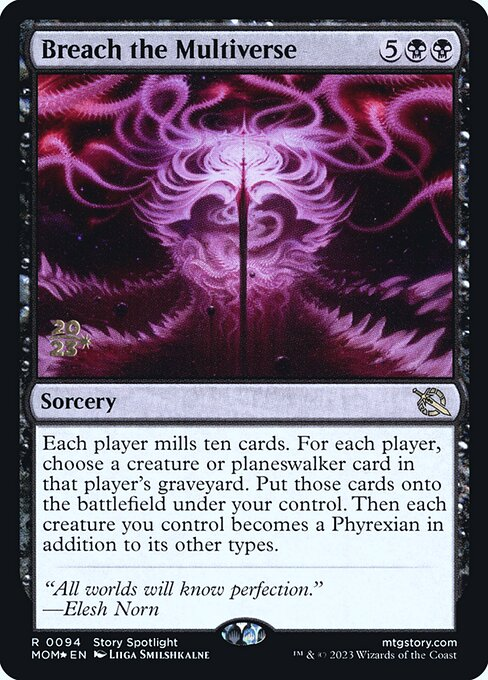 Breach the Multiverse 5
2023
Sorcery
Each player mills ten cards. For each player,
choose a creature or planeswalker card in
that player's graveyard. Put those cards onto
the battlefield under your control. Then each
creature you control becomes a Phyrexian in
addition to its other types.
“All worlds will know perfection.”
—Elesh Norn
R 0094 Story Spotlight mtgstory.com
MOM★EN Liiga Smilshkalne ™ & © 2023 Wizards of the Coast